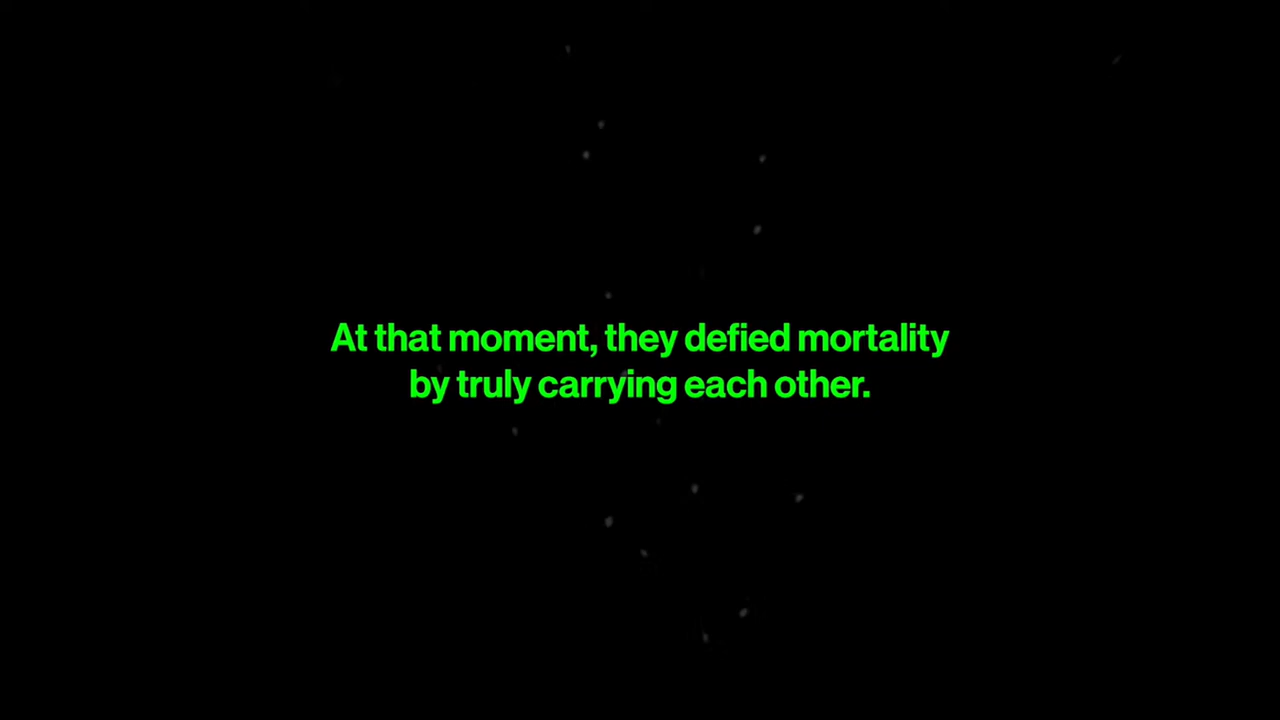 At that moment, they defied mortality
by truly carrying each other.